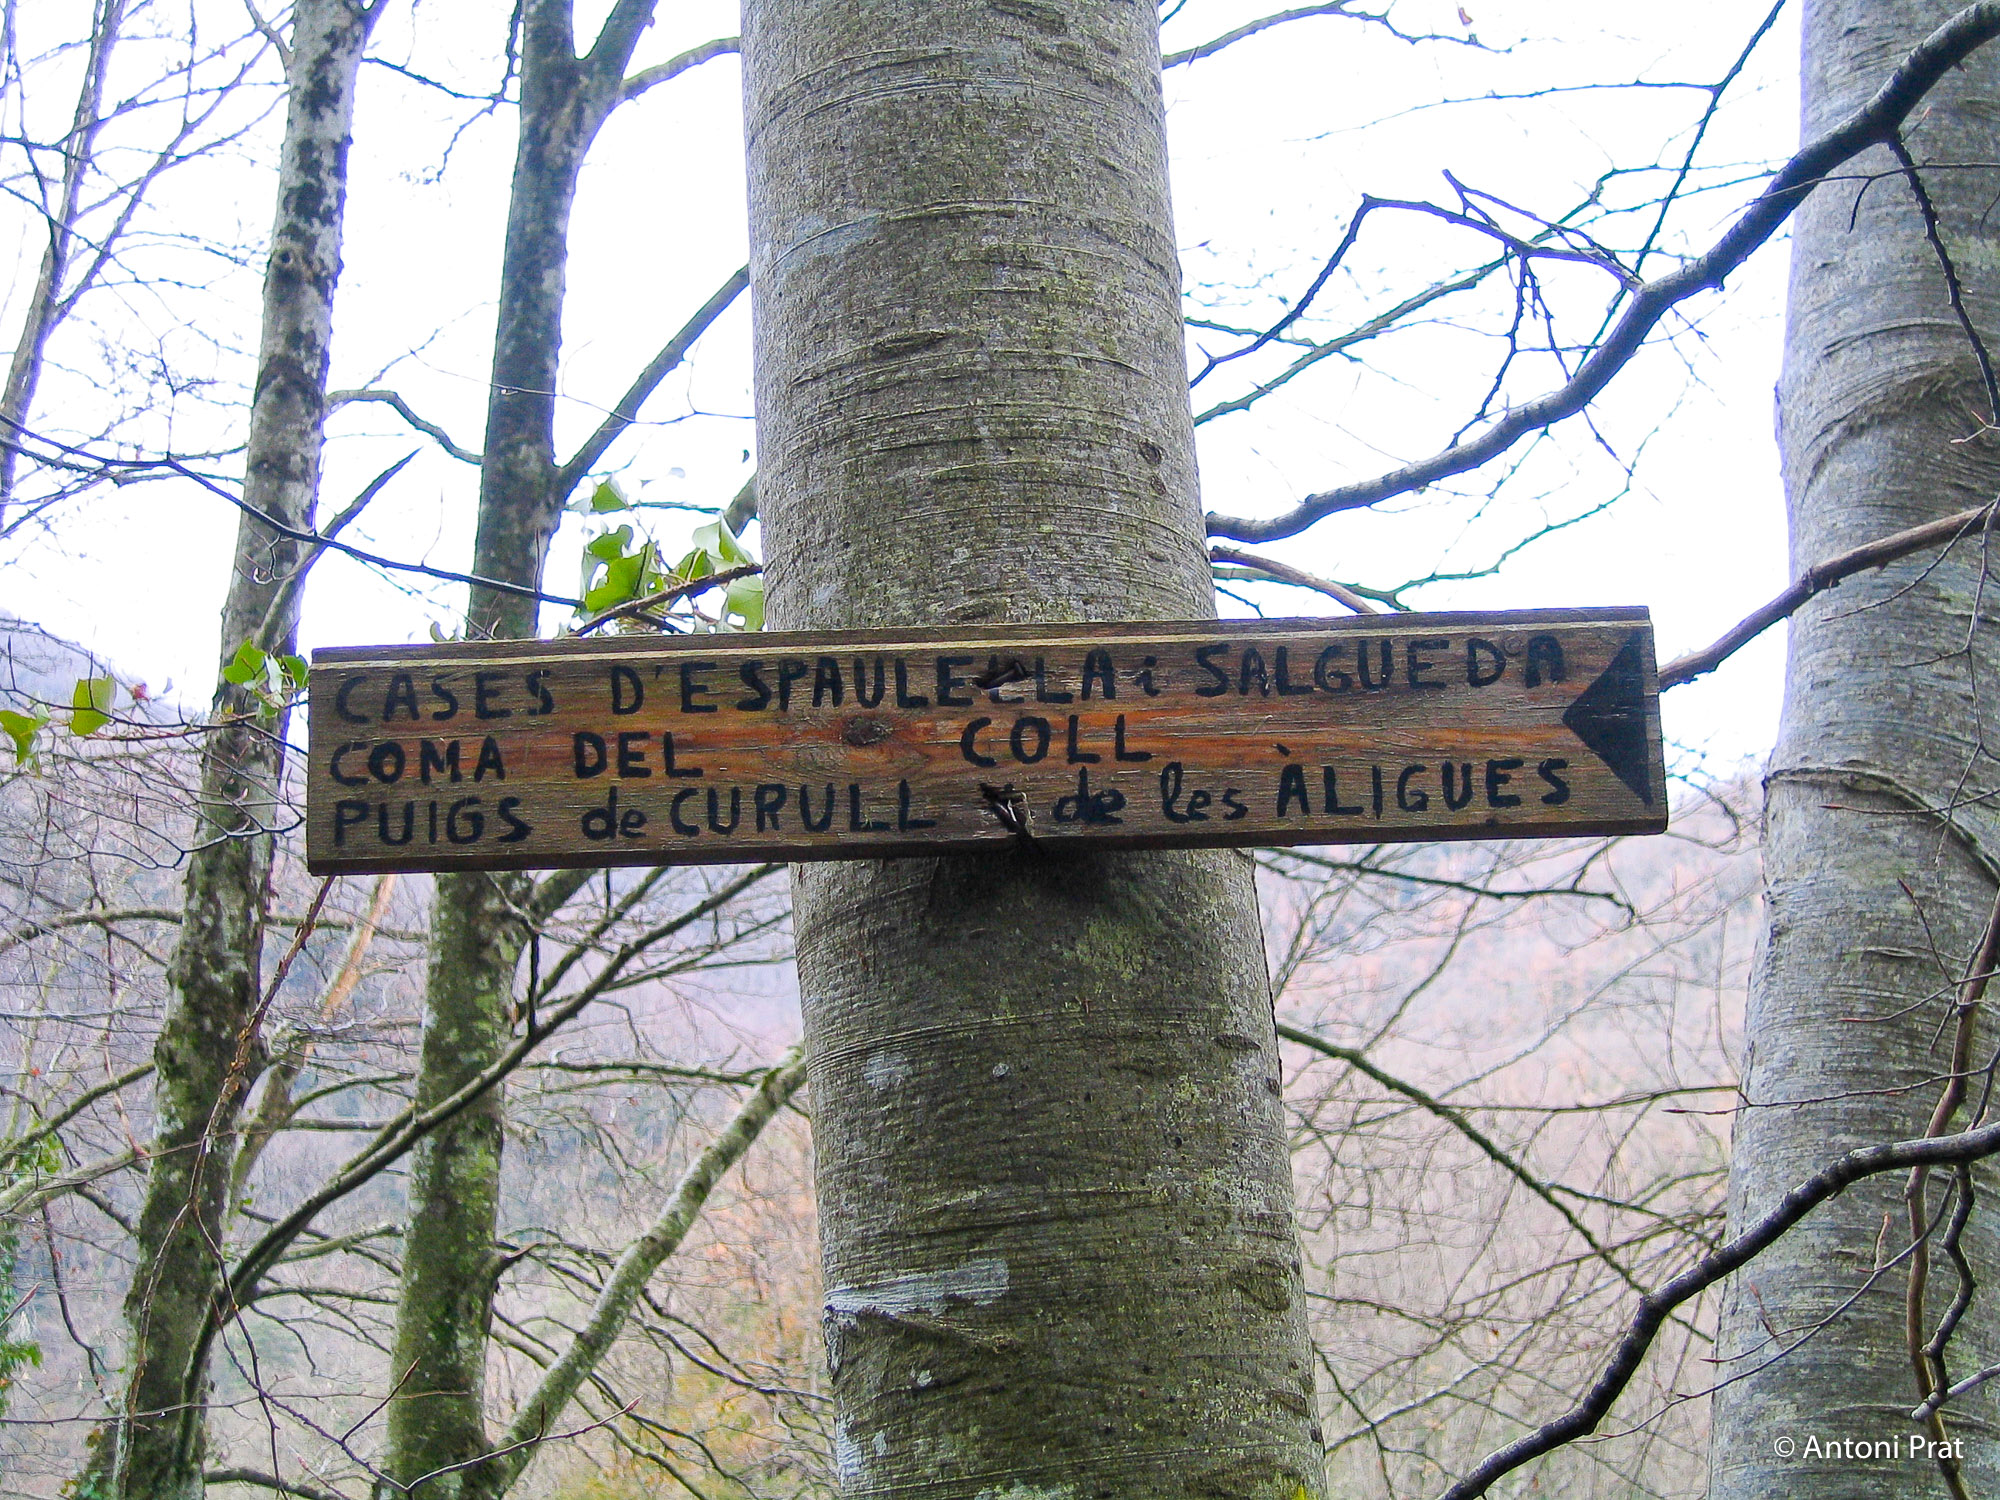 CASES D'ESPAULELLA i SALGUEDA
COMA DEL COLL
PUIGS de CURULL i de les ÀLIGUES
© Antoni Prat